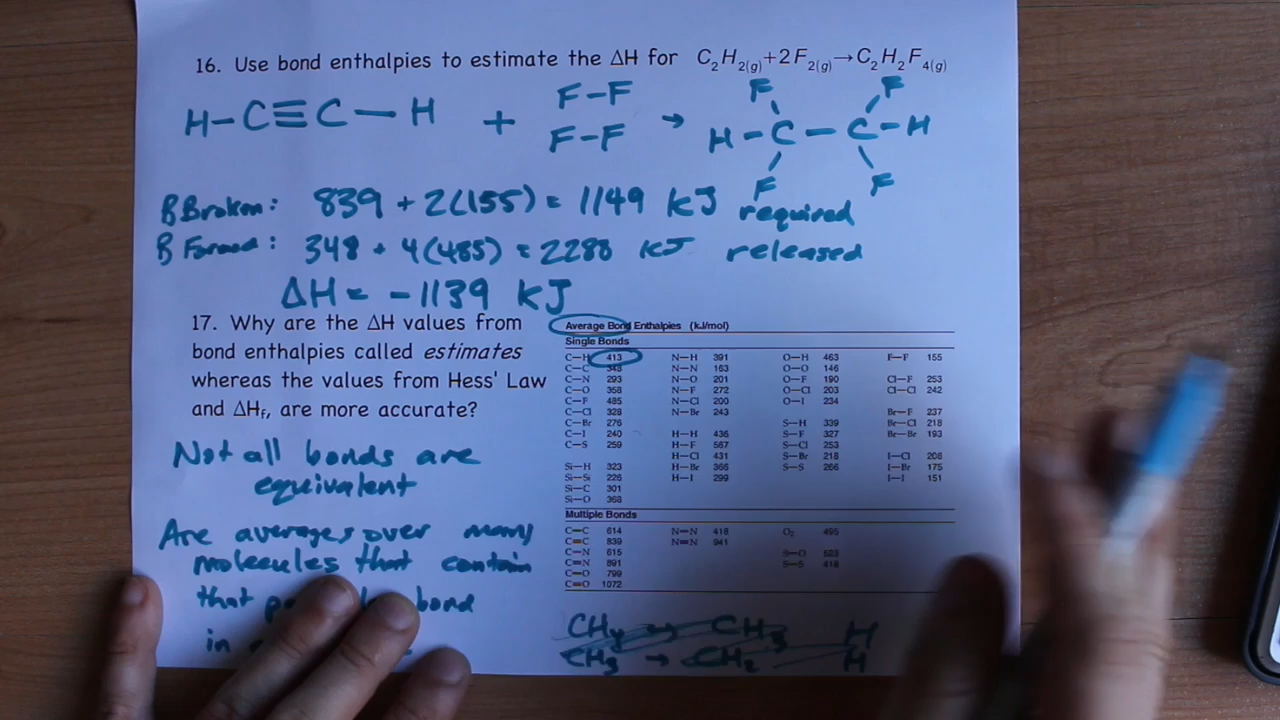 16. Use bond enthalpies to estimate the ΔH for C₂H₂(g)+2F₂(g)→C₂H₂F₄(g)
F-F F F
H-C≡C-H + → H-C-C-H
F-F F F
B Broken: 839 + 2(155) = 1149 kJ required
B Formed: 348 + 4(485) = 2288 kJ released
ΔH = -1139 kJ
17. Why are the ΔH values from
bond enthalpies called estimates
whereas the values from Hess' Law
and ΔHf, are more accurate?
Not all bonds are
equivalent
Are averages over many
molecules that contain
that bond
in
Average Bond Enthalpies (kJ/mol)
Single Bonds
C-H 413 N-H 391 O-H 463 F-F 155
C-C 348 N-N 163 O-O 146
C-N 293 N-O 201 O-F 190 Cl-F 253
C-O 358 N-F 272 O-Cl 203 Cl-Cl 242
C-F 485 N-Cl 200 O-I 234
C-Cl 328 N-Br 243 Br-F 237
C-Br 276 S-H 339 Br-Cl 218
C-I 240 H-H 436 S-F 327 Br-Br 193
C-S 259 H-F 567 S-Cl 253
H-Cl 431 S-Br 218 I-Cl 208
Si-H 323 H-Br 366 S-S 266 I-Br 175
Si-Si 226 H-I 299 I-I 151
Si-C 301
Si-O 368
Multiple Bonds
C=C 614 N=N 418 O₂ 495
C≡C 839 N≡N 941
C=N 615 S=O 523
C≡N 891 S=S 418
C=O 799
C≡O 1072
CH₄ → CH₃ H
CH₃ → CH₂ H